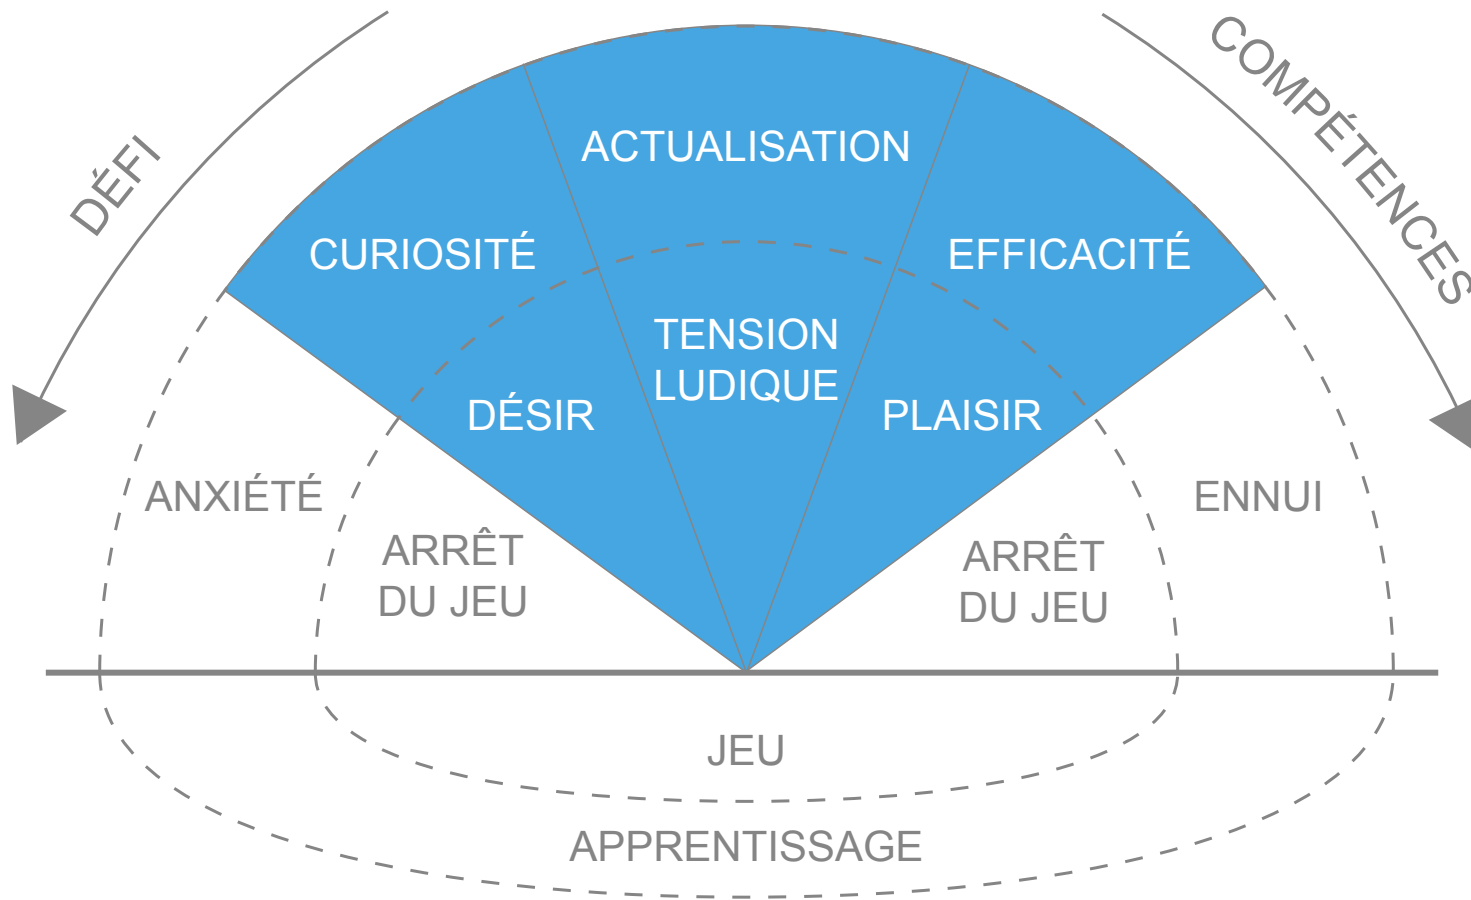 DÉFI
COMPÉTENCES
ACTUALISATION
CURIOSITÉ
EFFICACITÉ
TENSION
LUDIQUE
DÉSIR
PLAISIR
ANXIÉTÉ
ENNUI
ARRÊT
DU JEU
ARRÊT
DU JEU
JEU
APPRENTISSAGE